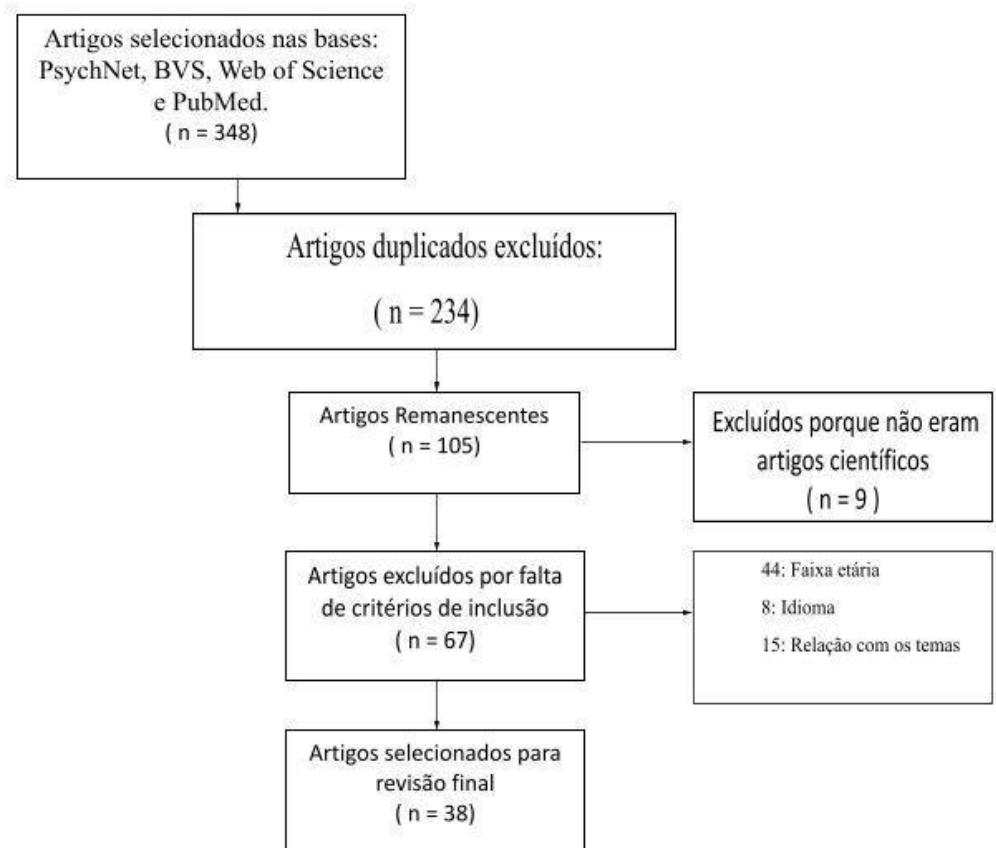 Artigos selecionados nas bases:
PsychNet, BVS, Web of Science
e PubMed.
( n = 348)
Artigos duplicados excluídos:
( n = 234)
Artigos Remanescentes
( n = 105)
Excluídos porque não eram
artigos científicos
( n = 9 )
Artigos excluídos por falta
de critérios de inclusão
( n = 67)
44: Faixa etária
8: Idioma
15: Relação com os temas
Artigos selecionados para
revisão final
( n = 38)